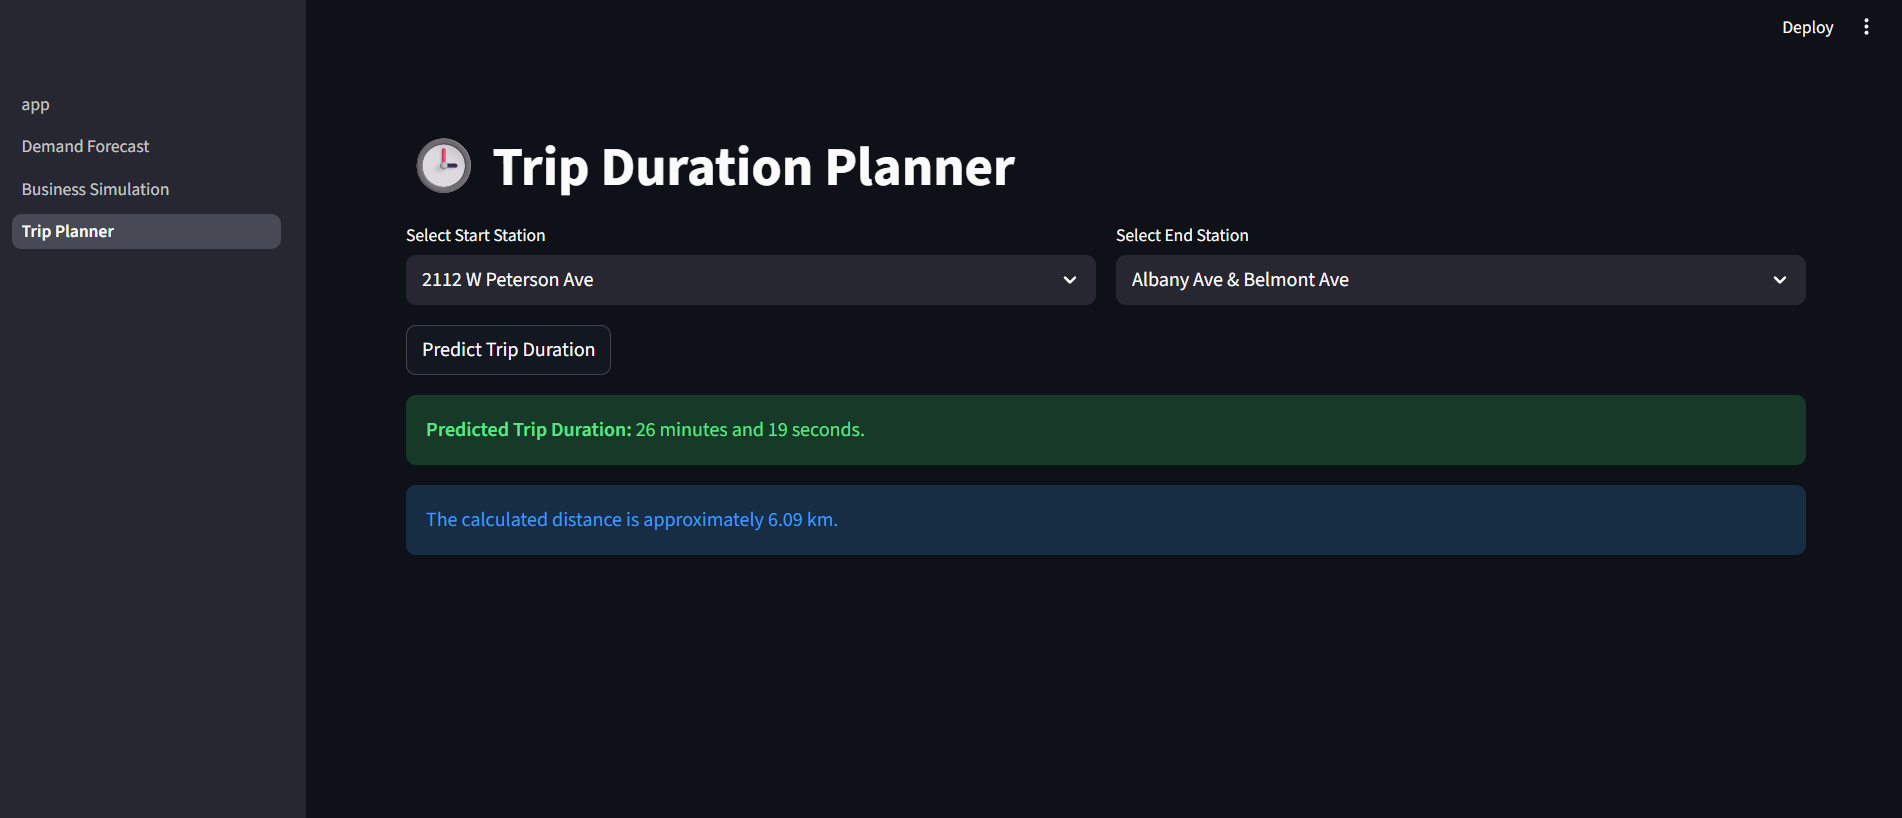 Deploy
app
Demand Forecast
Business Simulation
Trip Planner
Trip Duration Planner
Select Start Station
2112 W Peterson Ave
Select End Station
Albany Ave & Belmont Ave
Predict Trip Duration
Predicted Trip Duration: 26 minutes and 19 seconds.
The calculated distance is approximately 6.09 km.